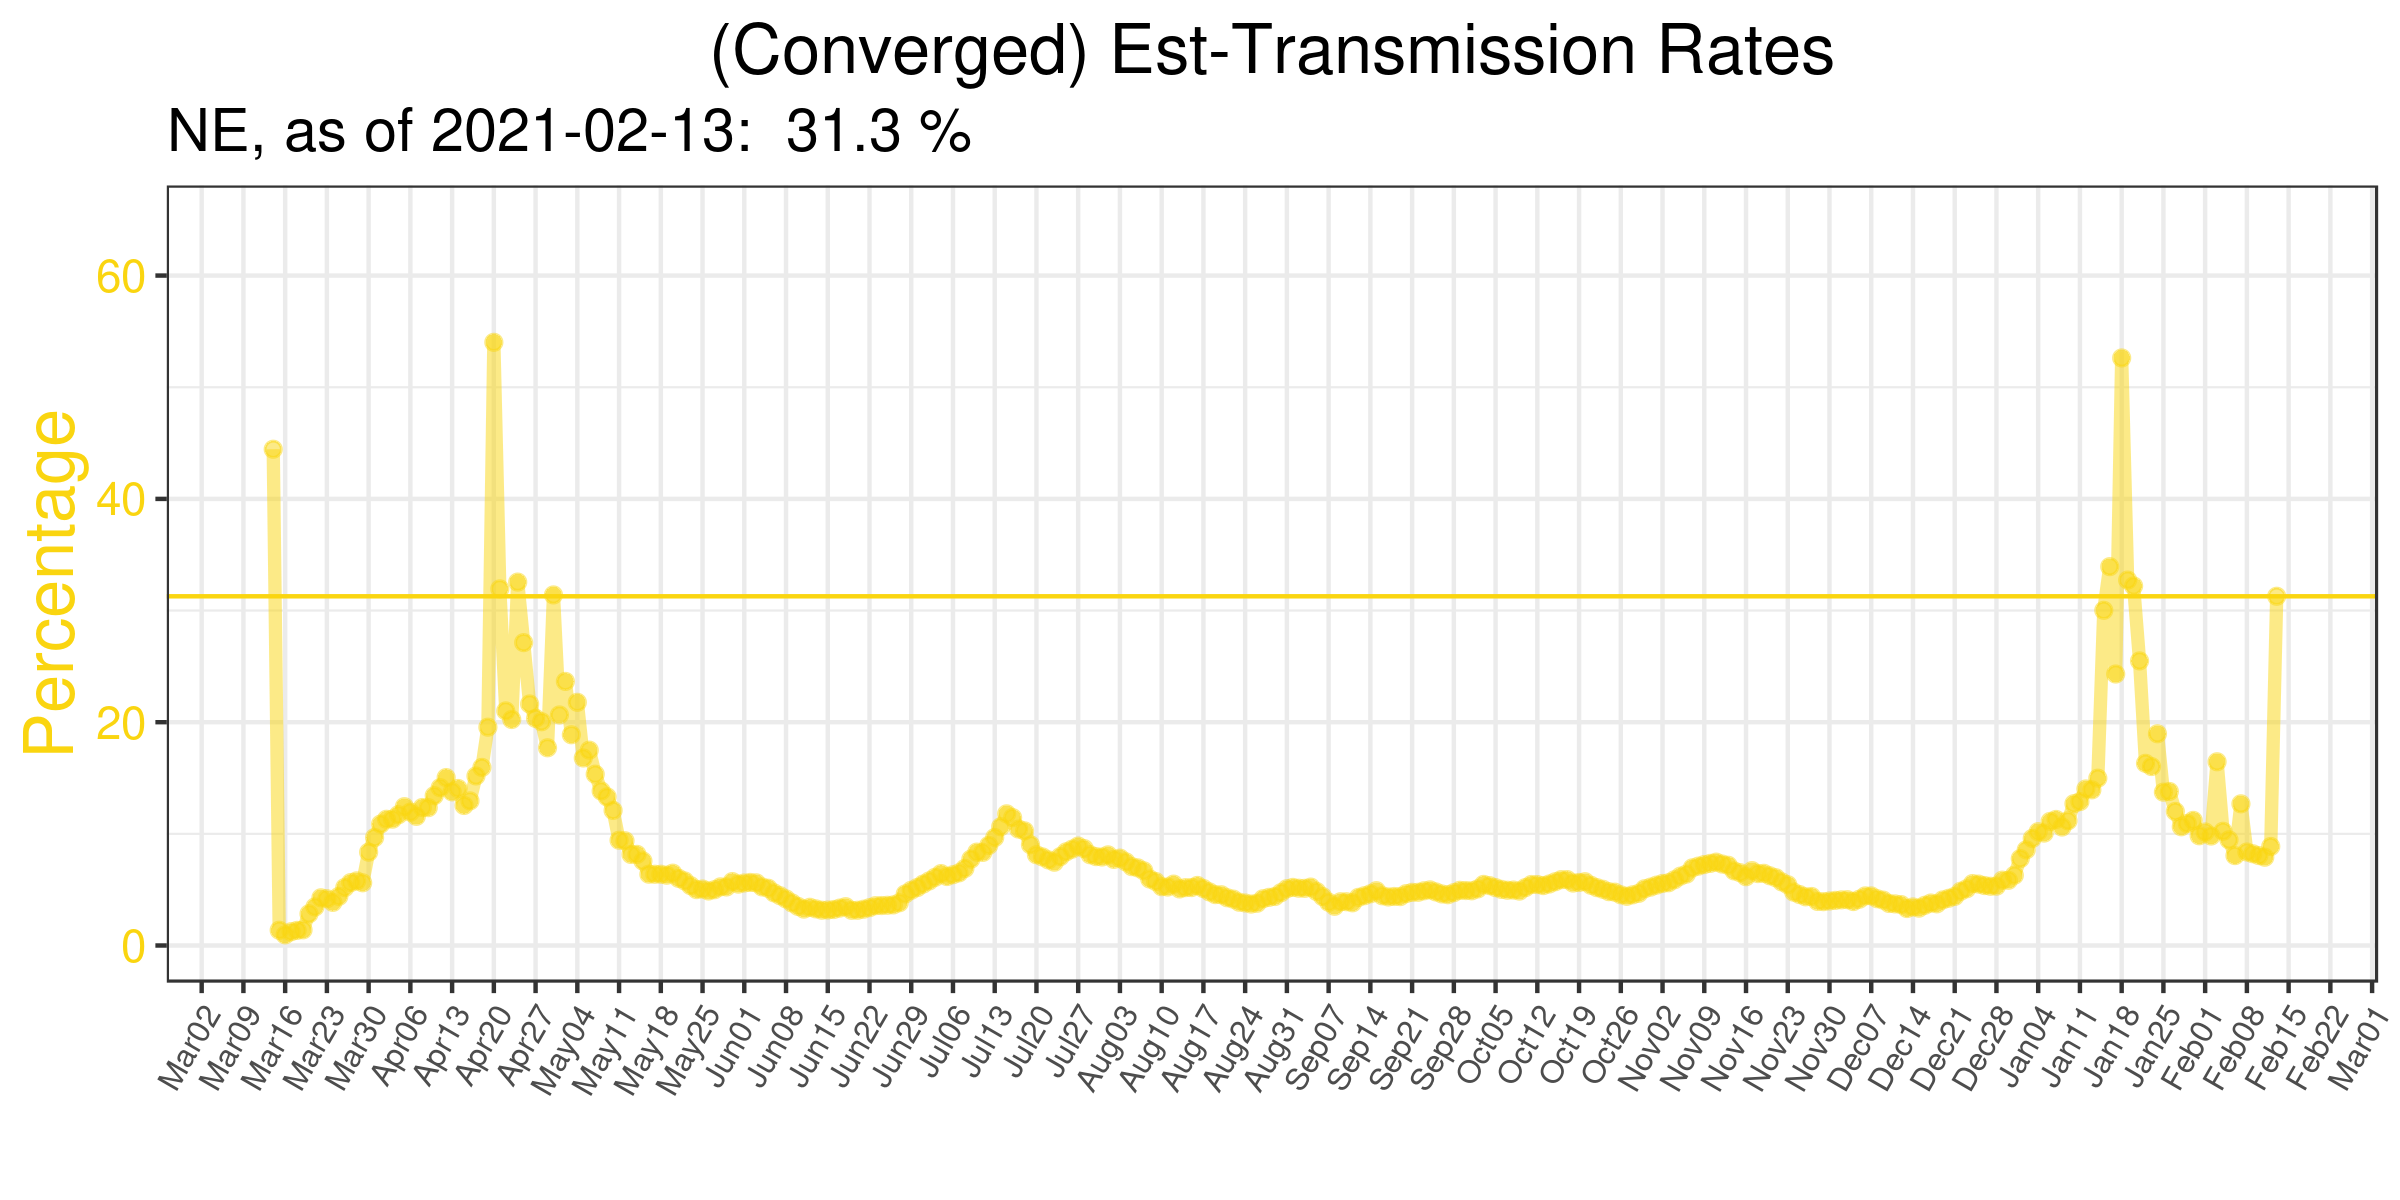 (Converged) Est-Transmission Rates
NE, as of 2021-02-13:  31.3 %
Percentage
60
40
20
0
Mar02
Mar09
Mar16
Mar23
Mar30
Apr06
Apr13
Apr20
Apr27
May04
May11
May18
May25
Jun01
Jun08
Jun15
Jun22
Jun29
Jul06
Jul13
Jul20
Jul27
Aug03
Aug10
Aug17
Aug24
Aug31
Sep07
Sep14
Sep21
Sep28
Oct05
Oct12
Oct19
Oct26
Nov02
Nov09
Nov16
Nov23
Nov30
Dec07
Dec14
Dec21
Dec28
Jan04
Jan11
Jan18
Jan25
Feb01
Feb08
Feb15
Feb22
Mar01